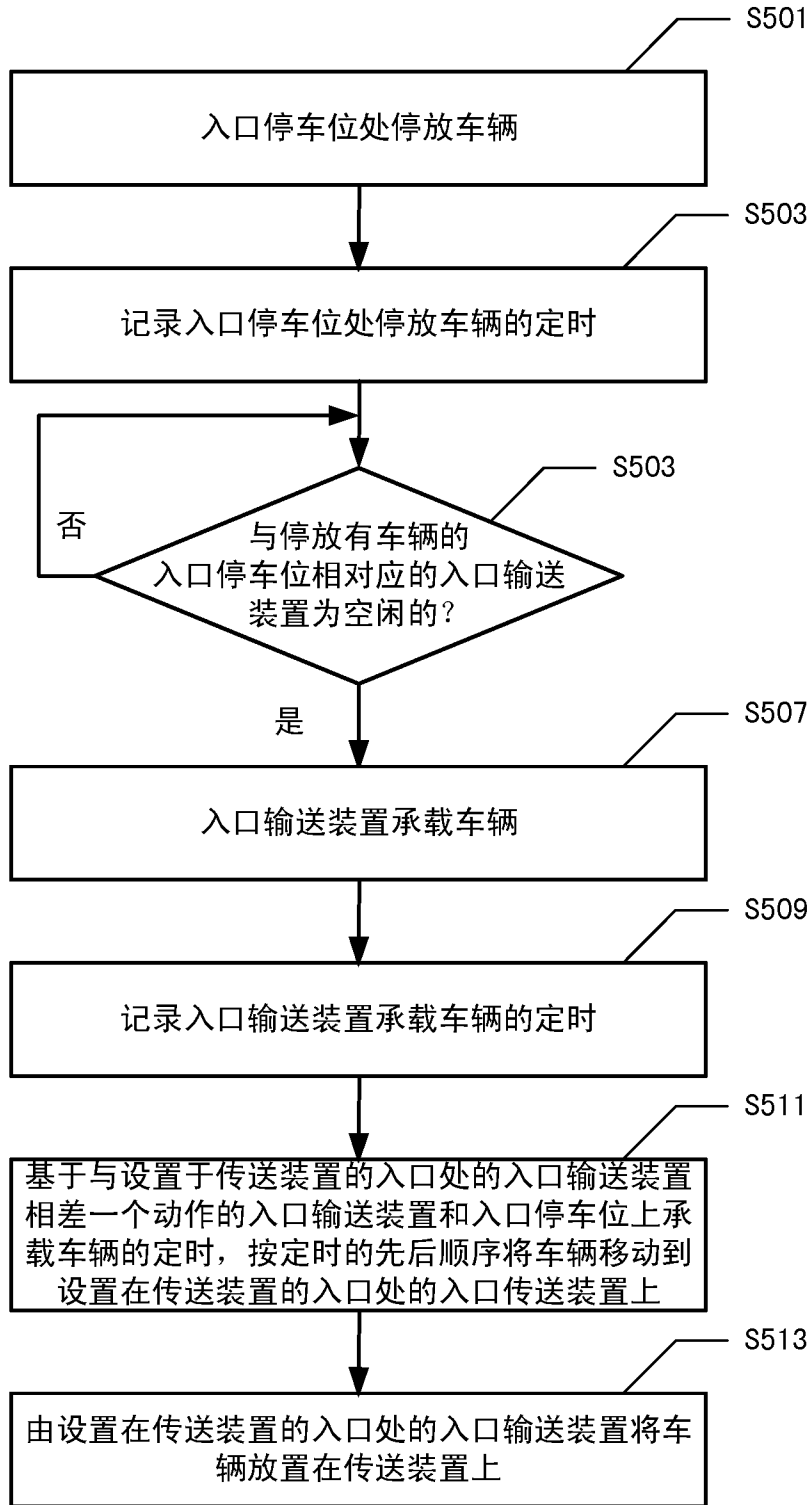 S501
入口停车位处停放车辆
S503
记录入口停车位处停放车辆的定时
S503
否
与停放有车辆的
入口停车位相对应的入口输送
装置为空闲的？
是
S507
入口输送装置承载车辆
S509
记录入口输送装置承载车辆的定时
S511
基于与设置于传送装置的入口处的入口输送装置
相差一个动作的入口输送装置和入口停车位上承
载车辆的定时，按定时的先后顺序将车辆移动到
设置在传送装置的入口处的入口传送装置上
S513
由设置在传送装置的入口处的入口输送装置将车
辆放置在传送装置上